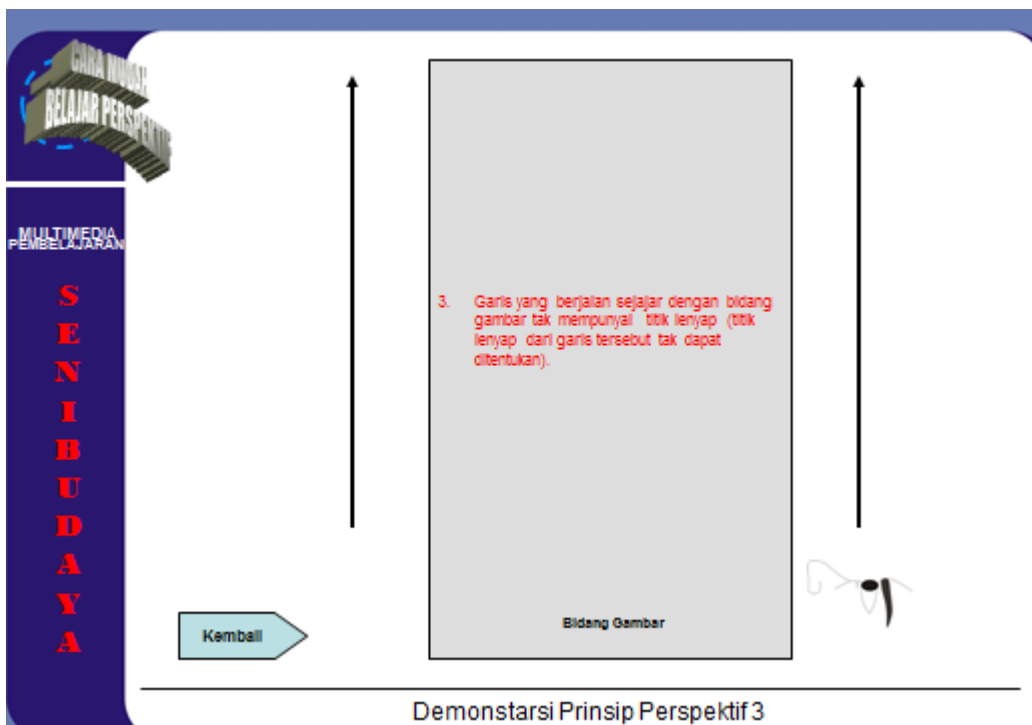 CARA MUDSH
BELAJAR PERSPEKTIF
MULTIMEDIA
PEMBELAJARAN
S
E
N
I
B
U
D
A
Y
A
3. Garis yang berjalan sejajar dengan bidang
gambar tak mempunyai titik lenyap (titik
lenyap dari garis tersebut tak dapat
ditentukan).
Bidang Gambar
Kembali
Demonstarsi Prinsip Perspektif 3